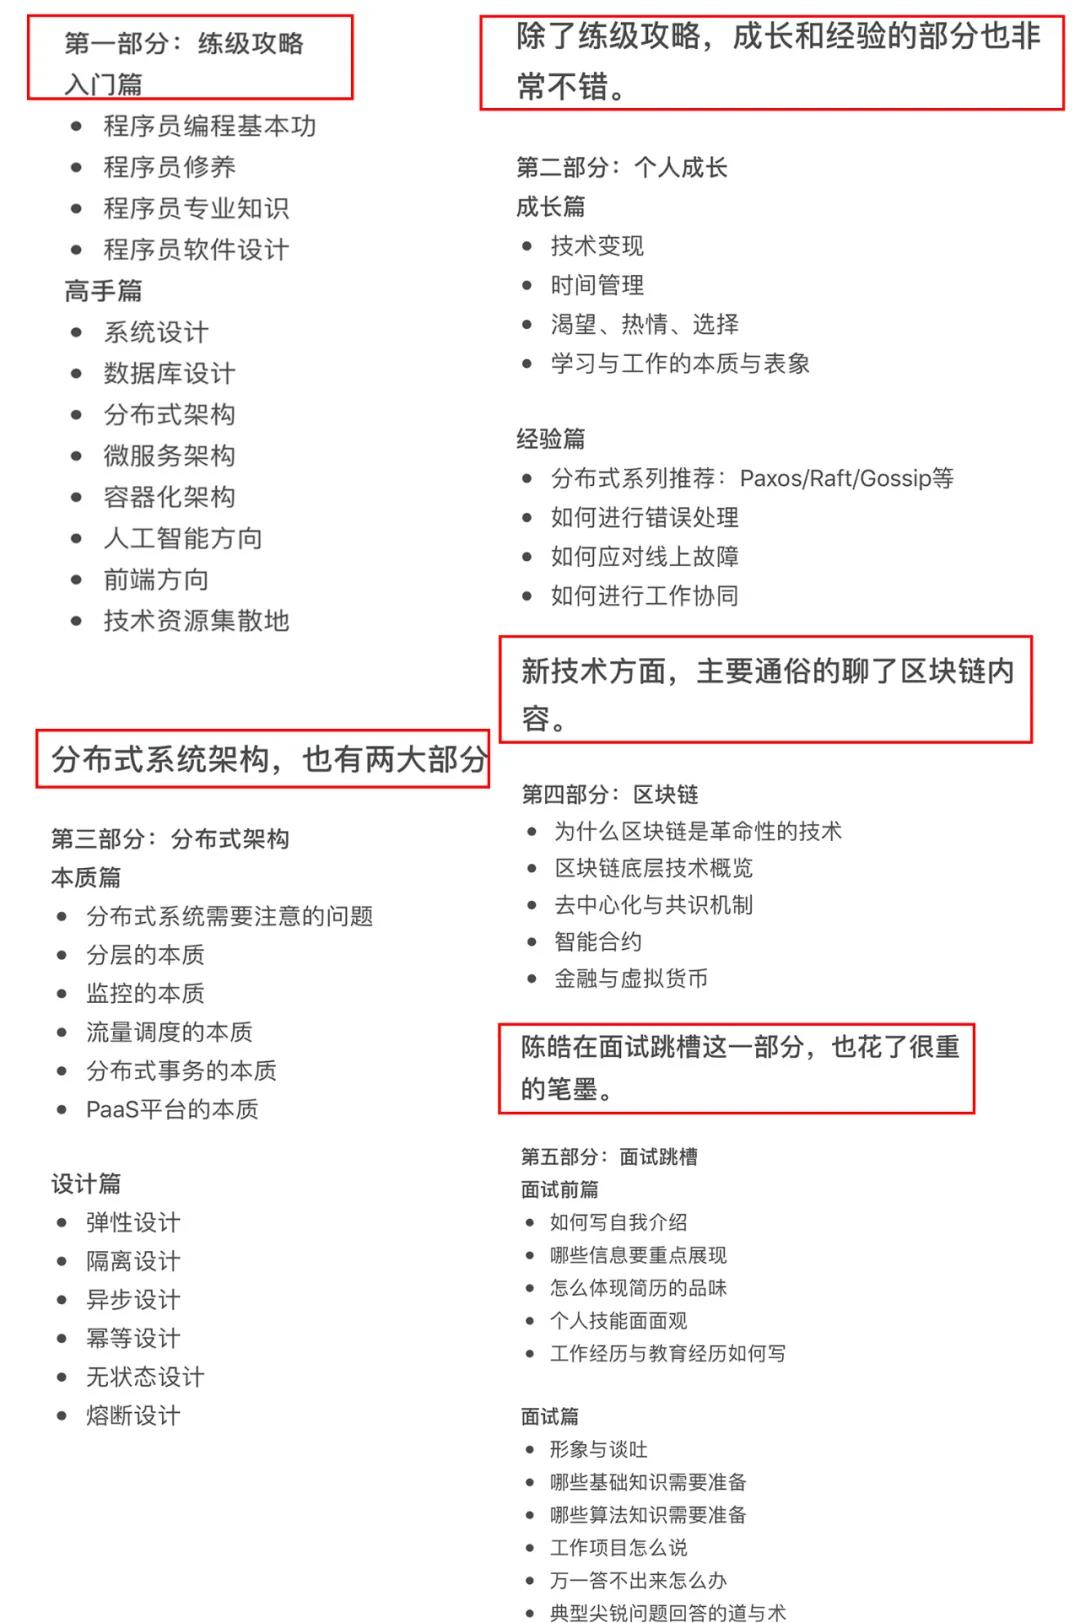 第一部分：练级攻略
入门篇
程序员编程基本功
程序员修养
程序员专业知识
程序员软件设计
高手篇
系统设计
数据库设计
分布式架构
微服务架构
容器化架构
人工智能方向
前端方向
技术资源集散地
分布式系统架构，也有两大部分
第三部分：分布式架构
本质篇
分布式系统需要注意的问题
分层的本质
监控的本质
流量调度的本质
分布式事务的本质
PaaS平台的本质
设计篇
弹性设计
隔离设计
异步设计
幂等设计
无状态设计
熔断设计
除了练级攻略，成长和经验的部分也非
常不错。
第二部分：个人成长
成长篇
技术变现
时间管理
渴望、热情、选择
学习与工作的本质与表象
经验篇
分布式系列推荐：Paxos/Raft/Gossip等
如何进行错误处理
如何应对线上故障
如何进行工作协同
新技术方面，主要通俗的聊了区块链内
容。
第四部分：区块链
为什么区块链是革命性的技术
区块链底层技术概览
去中心化与共识机制
智能合约
金融与虚拟货币
陈皓在面试跳槽这一部分，也花了很重
的笔墨。
第五部分：面试跳槽
面试前篇
如何写自我介绍
哪些信息要重点展现
怎么体现简历的品味
个人技能面面观
工作经历与教育经历如何写
面试篇
形象与谈吐
哪些基础知识需要准备
哪些算法知识需要准备
工作项目怎么说
万一答不出来怎么办
典型尖锐问题回答的道与术